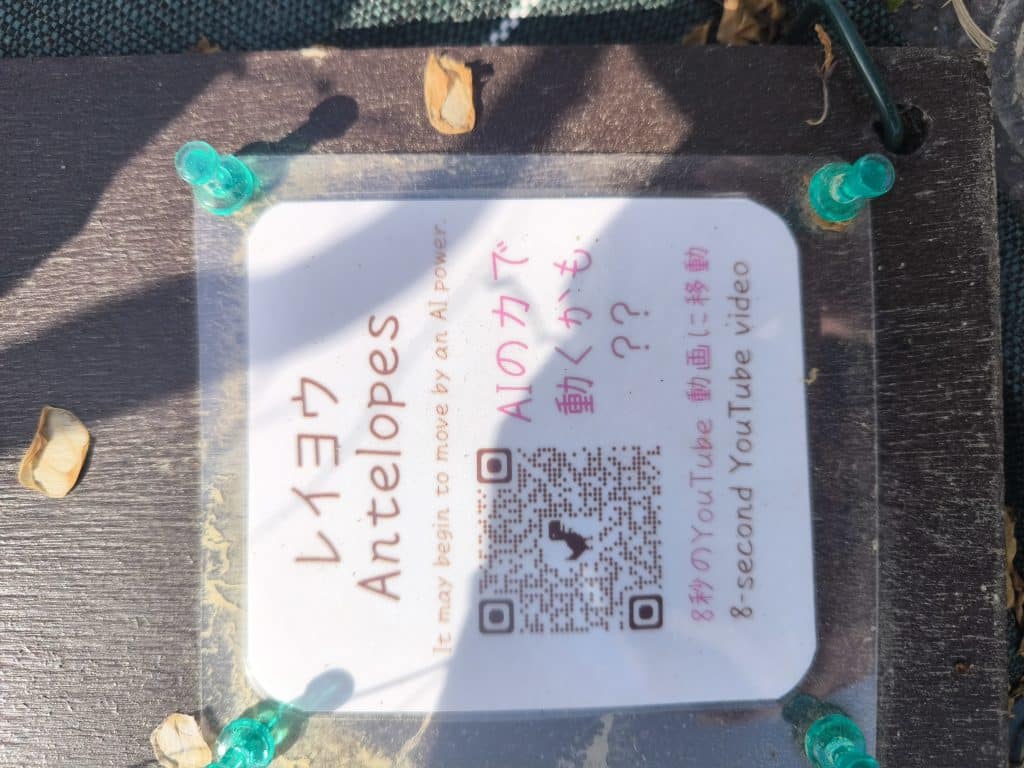 レイヨウ
Antelopes
It may begin to move by an AI power.
AIの力で
動くかも
??
8秒のYouTube 動画に移動
8-second YouTube video